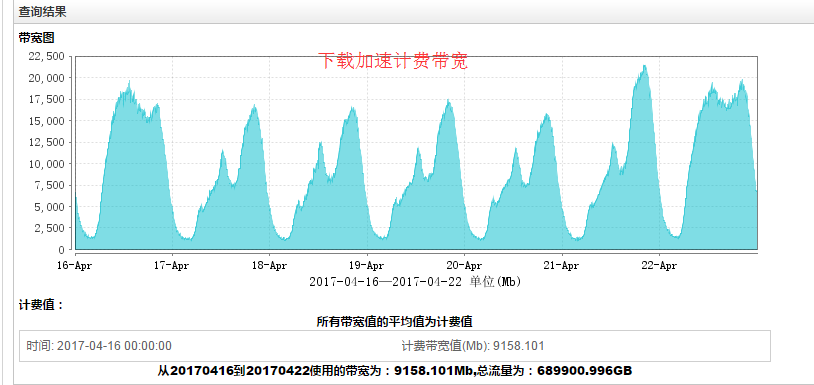 查询结果
带宽图
下载加速计费带宽
22,500
20,000
17,500
15,000
12,500
10,000
7,500
5,000
2,500
0
16-Apr 17-Apr 18-Apr 19-Apr 20-Apr 21-Apr 22-Apr
2017-04-16—2017-04-22 单位(Mb)
计费值：
所有带宽值的平均值为计费值
时间: 2017-04-16 00:00:00 计费带宽值(Mb): 9158.101
从20170416到20170422使用的带宽为：9158.101Mb,总流量为：689900.996GB